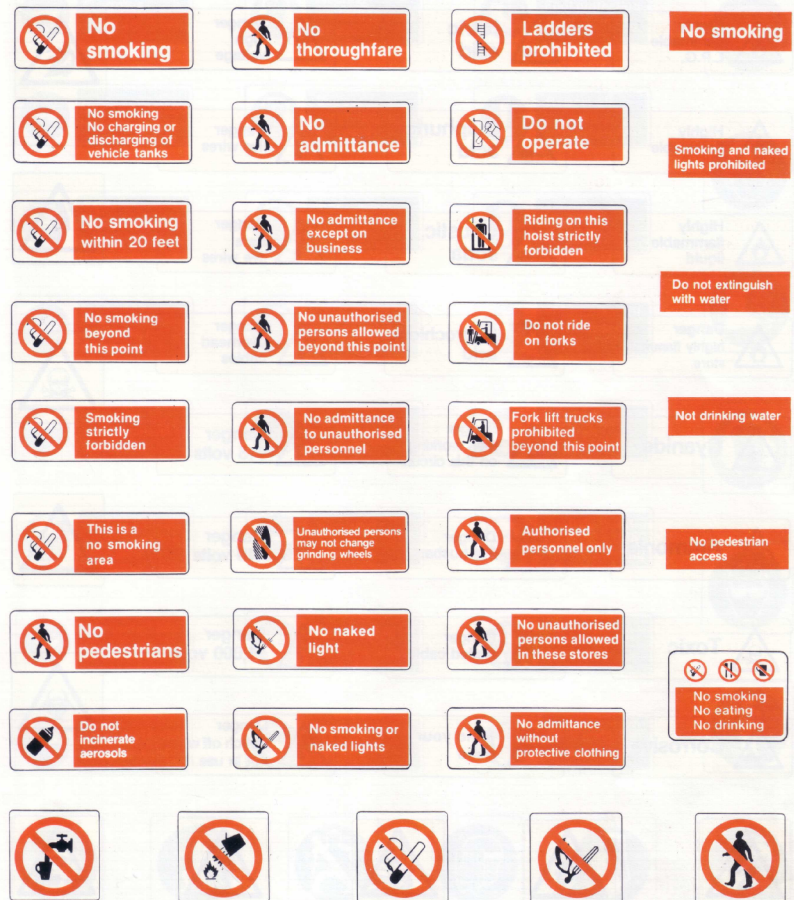 No
smoking
No
thoroughfare
Ladders
prohibited
No smoking
No smoking
No charging or
discharging of
vehicle tanks
No
admittance
Do not
operate
Smoking and naked
lights prohibited
No smoking
within 20 feet
No admittance
except on
business
Riding on this
hoist strictly
forbidden
Do not extinguish
with water
No smoking
beyond
this point
No unauthorised
persons allowed
beyond this point
Do not ride
on forks
Smoking
strictly
forbidden
No admittance
to unauthorised
personnel
Fork lift trucks
prohibited
beyond this point
Not drinking water
This is a
no smoking
area
Unauthorised persons
may not change
grinding wheels
Authorised
personnel only
No pedestrian
access
No
pedestrians
No naked
light
No unauthorised
persons allowed
in these stores
No smoking
No eating
No drinking
Do not
incinerate
aerosols
No smoking or
naked lights
No admittance
without
protective clothing